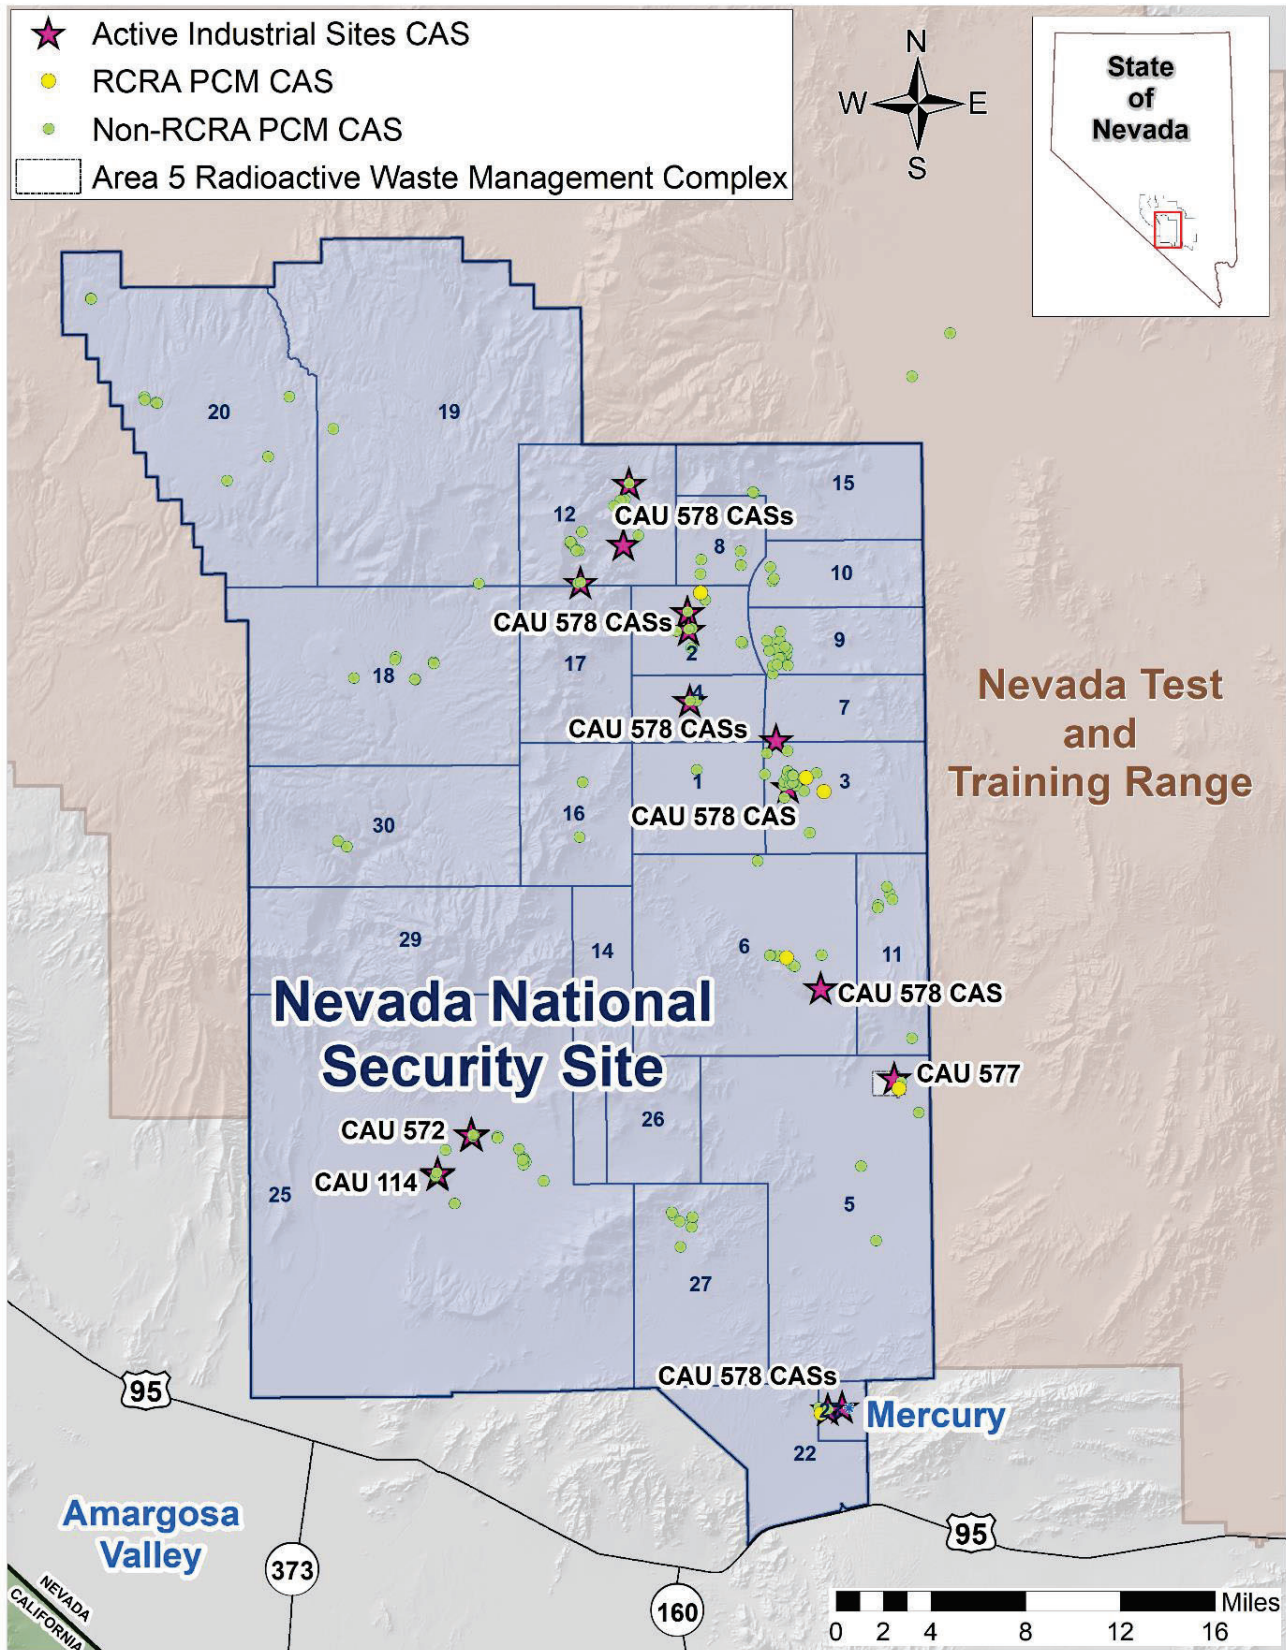 Active Industrial Sites CAS
RCRA PCM CAS
Non-RCRA PCM CAS
Area 5 Radioactive Waste Management Complex
N
W
E
S
State
of
Nevada
20
19
15
12
CAU 578 CASs
8
10
CAU 578 CASs
2
9
17
18
4
7
CAU 578 CASs
Nevada Test
and
Training Range
1
3
16
CAU 578 CAS
30
29
14
6
11
CAU 578 CAS
Nevada National
Security Site
CAU 577
26
CAU 572
CAU 114
25
5
27
CAU 578 CASs
Mercury
22
95
95
Amargosa
Valley
373
160
NEVADA
CALIFORNIA
Miles
0 2 4 8 12 16